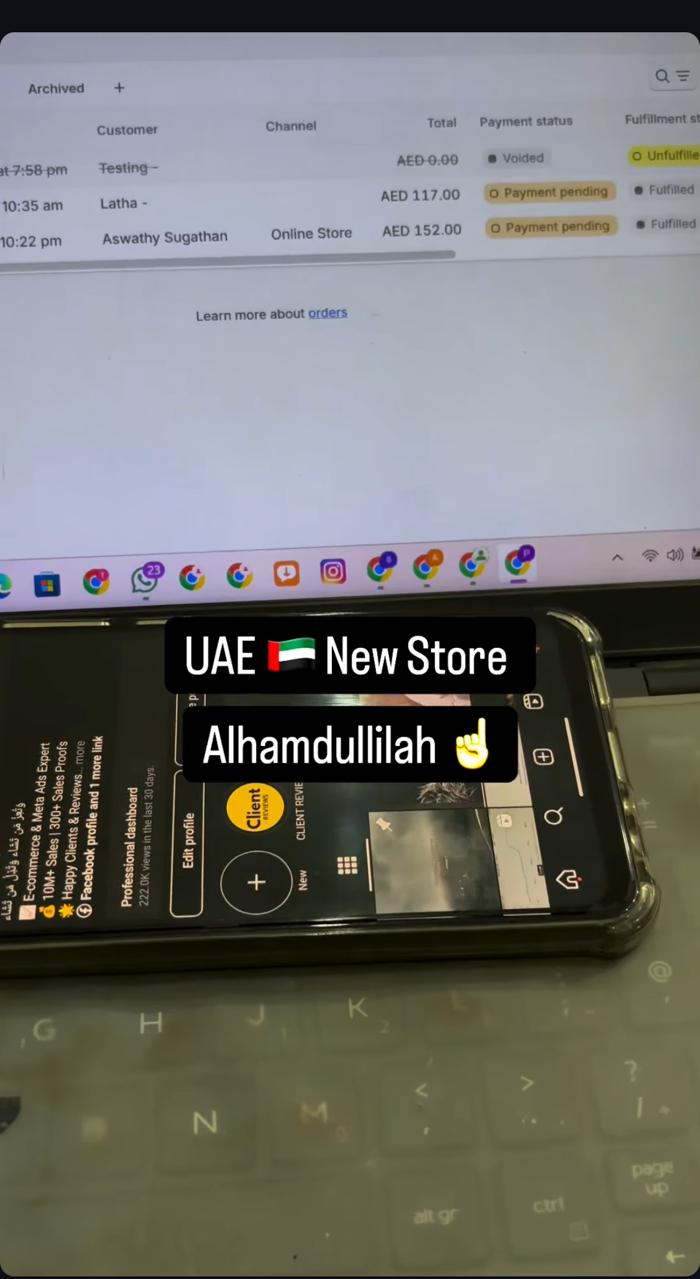 Archived +
Customer Channel Total Payment status Fulfillment st
at 7:58 pm Testing - AED 0.00 Voided Unfulfille
10:35 am Latha - AED 117.00 Payment pending Fulfilled
10:22 pm Aswathy Sugathan Online Store AED 152.00 Payment pending Fulfilled
Learn more about orders
23
UAE 🇦🇪 New Store
Alhamdullilah ☝️
E-commerce & Meta Ads Expert
💰 10M+ Sales | 300+ Sales Proofs
🌟 Happy Clients & Reviews... more
Facebook profile and 1 more link
Professional dashboard
222.0K views in the last 30 days.
Edit profile
Client
REVIEWS
New
CLIENT REVIE
G H J K
2
@
N M
< ,
> .
? /
alt gr ctrl page up